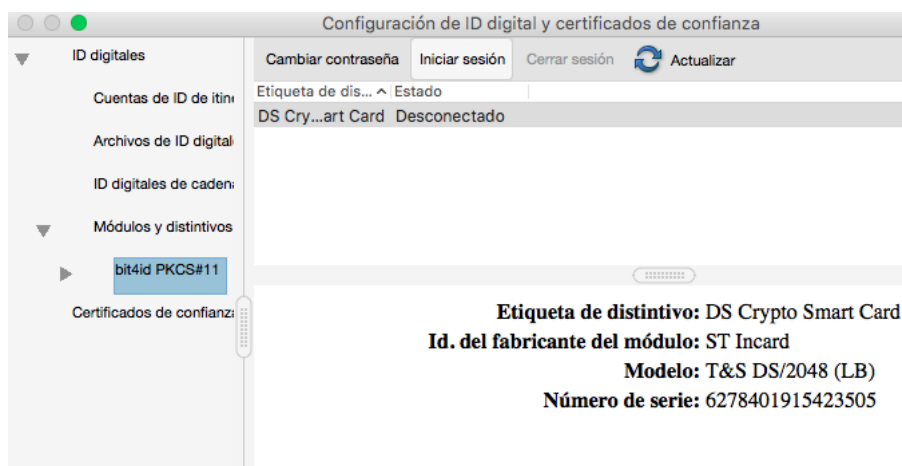 Configuración de ID digital y certificados de confianza
ID digitales
Cambiar contraseña Iniciar sesión Cerrar sesión Actualizar
Cuentas de ID de itin
Etiqueta de dis... Estado
DS Cry...art Card Desconectado
Archivos de ID digital
ID digitales de caden
Módulos y distintivos
bit4id PKCS#11
Certificados de confianz
Etiqueta de distintivo: DS Crypto Smart Card
Id. del fabricante del módulo: ST Incard
Modelo: T&S DS/2048 (LB)
Número de serie: 6278401915423505